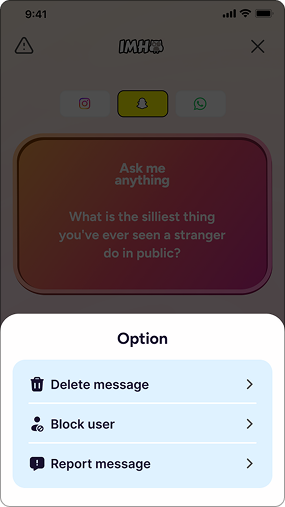 9:41
IMHO
Ask me
anything
What is the silliest thing
you've ever seen a stranger
do in public?
Option
Delete message
Block user
Report message